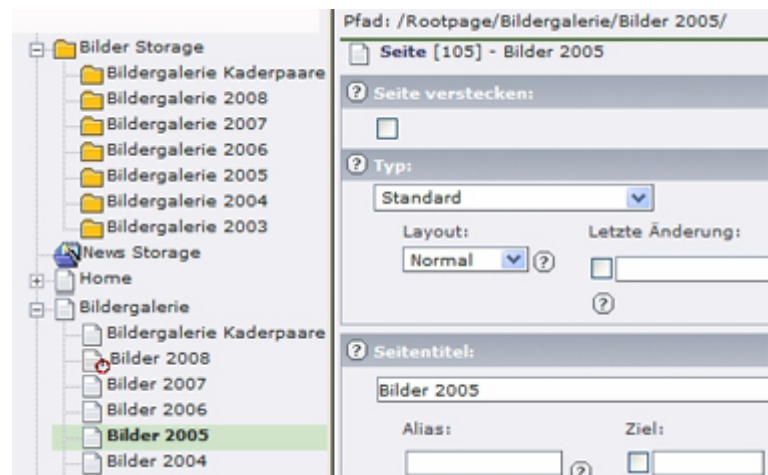 Bilder Storage
Bildergalerie Kaderpaare
Bildergalerie 2008
Bildergalerie 2007
Bildergalerie 2006
Bildergalerie 2005
Bildergalerie 2004
Bildergalerie 2003
News Storage
Home
Bildergalerie
Bildergalerie Kaderpaare
Bilder 2008
Bilder 2007
Bilder 2006
Bilder 2005
Bilder 2004
Pfad: /Rootpage/Bildergalerie/Bilder 2005/
Seite [105] - Bilder 2005
? Seite verstecken:
? Typ:
Standard
Layout: Letzte Änderung:
Normal ?
?
? Seitentitel:
Bilder 2005
Alias: Ziel:
?